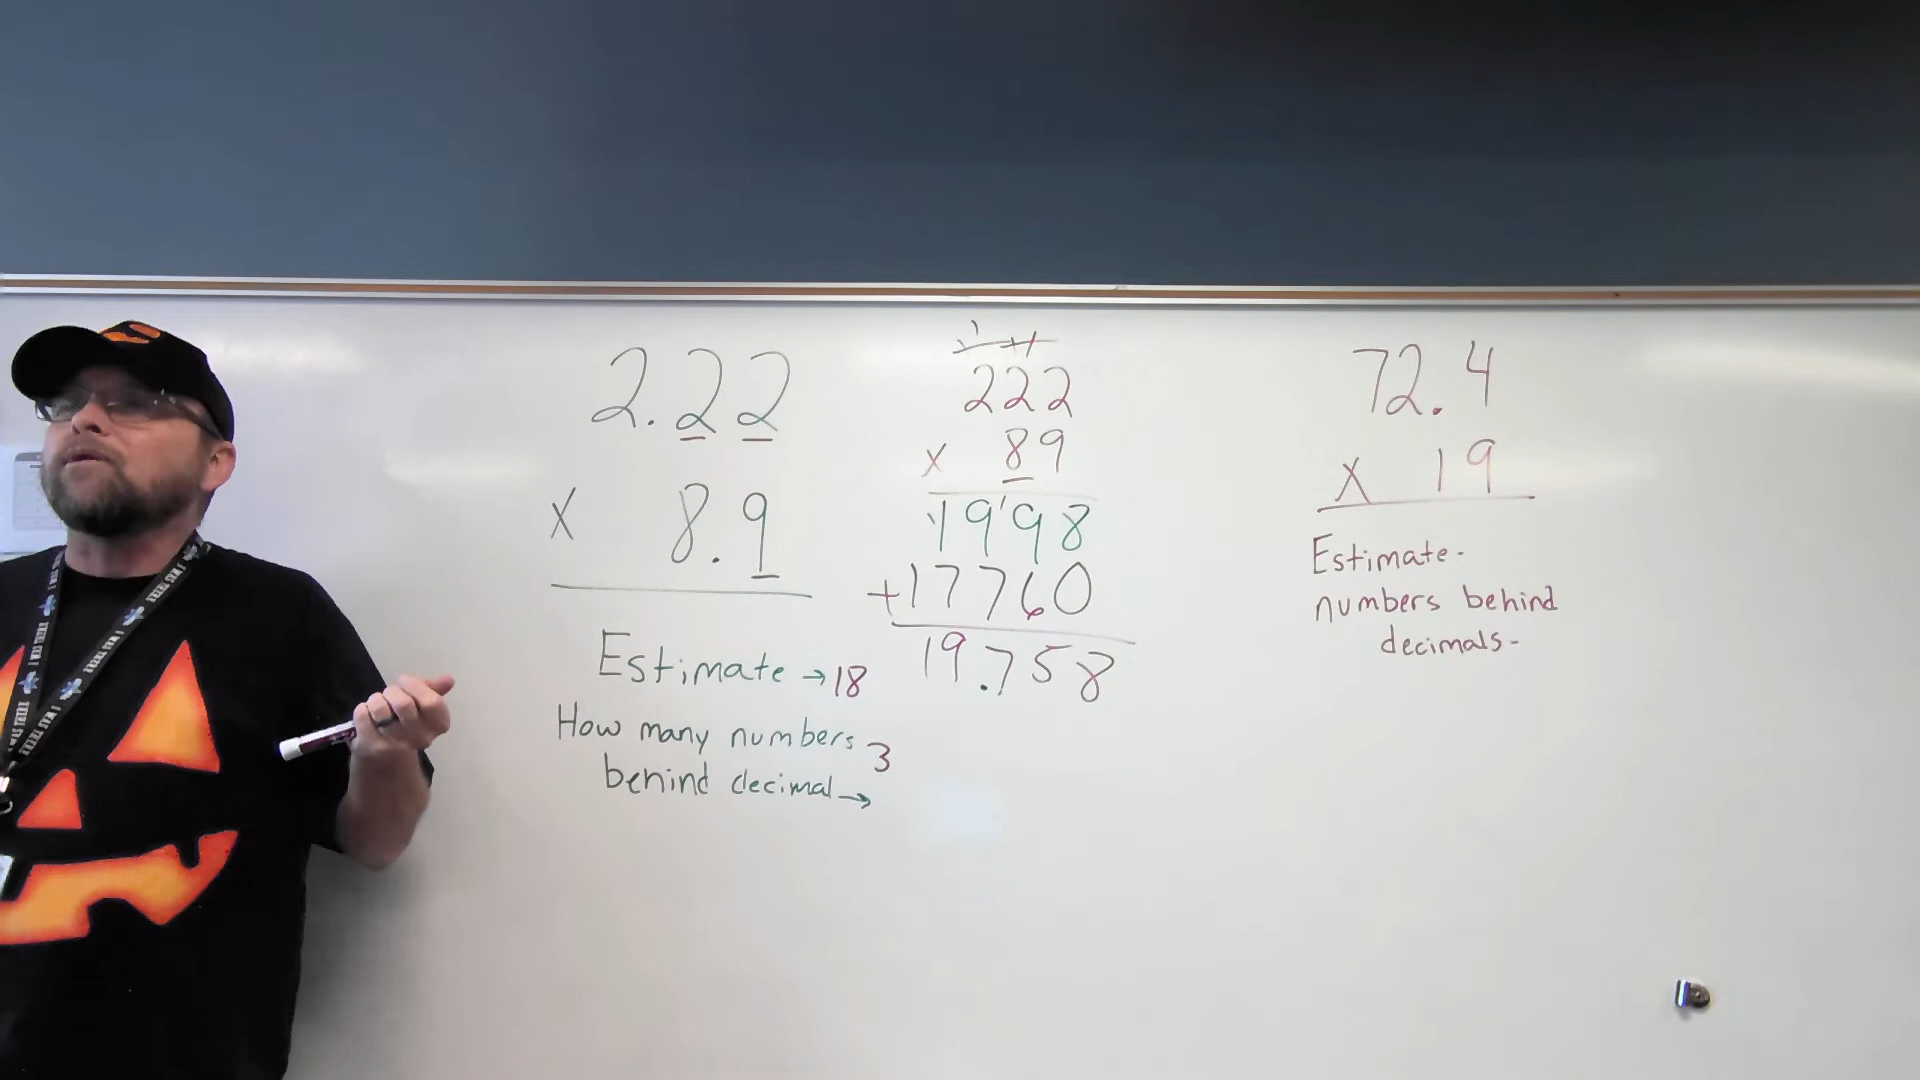 2.22
x 8.9
Estimate → 18
How many numbers 3
behind decimal →
222
x 89
1998
+17760
19.758
72.4
x 19
Estimate-
numbers behind
decimals-